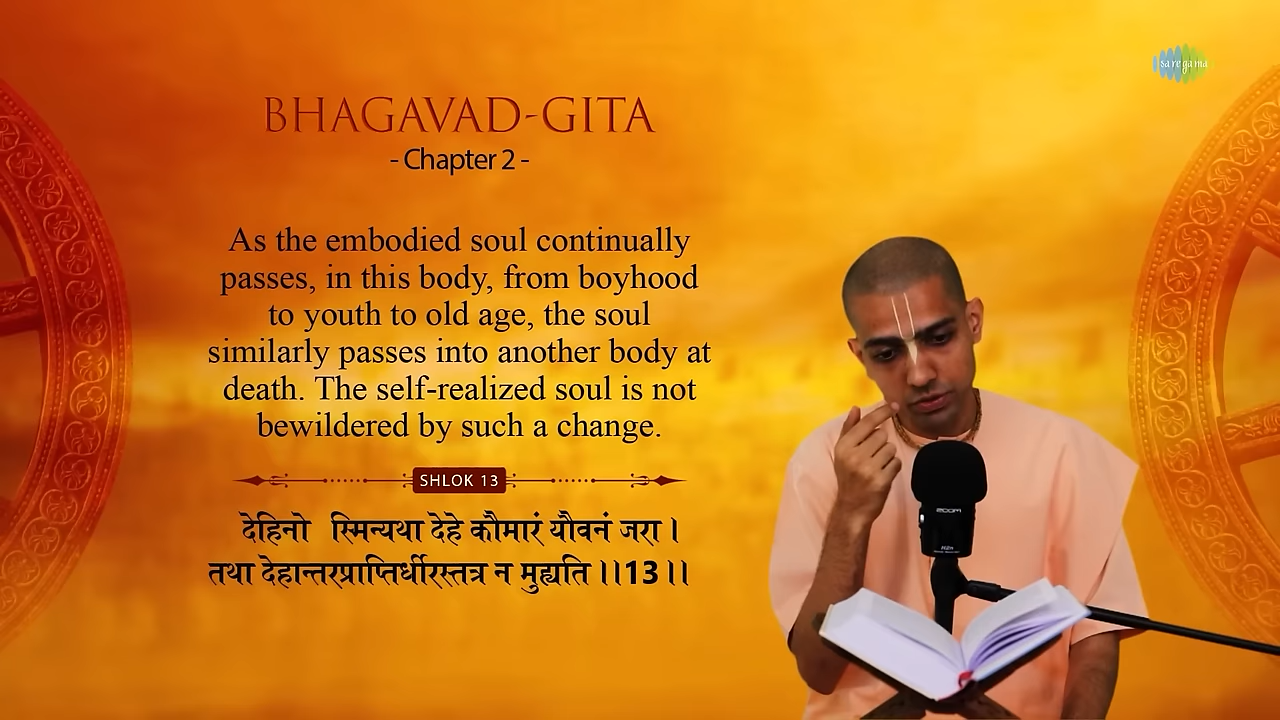 saregama
BHAGAVAD-GITA
- Chapter 2 -
As the embodied soul continually
passes, in this body, from boyhood
to youth to old age, the soul
similarly passes into another body at
death. The self-realized soul is not
bewildered by such a change.
SHLOK 13
देहिनो स्मिन्यथा देहे कौमारं यौवनं जरा ।
तथा देहान्तरप्राप्तिर्धीरस्तत्र न मुह्यति ।।13।।
ZOOM